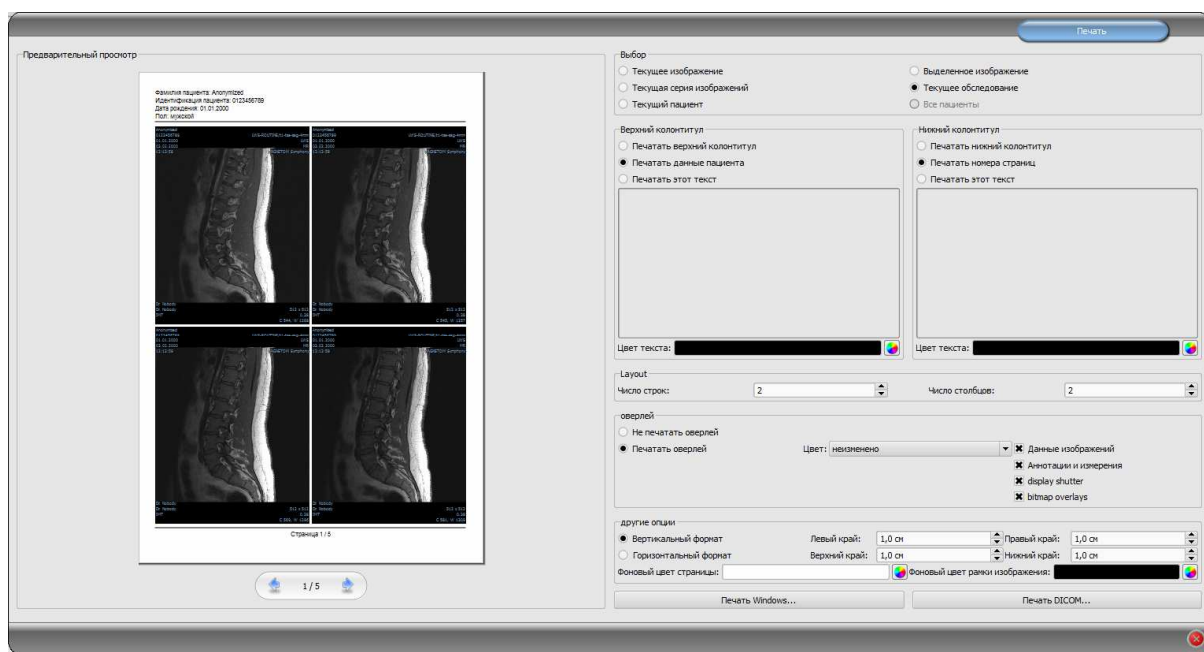 Печать
Предварительный просмотр
Фамилия пациента: Anonymized
Идентификация пациента: 0123456789
Дата рождения: 01.01.2000
Пол: мужской
Страница 1 / 5
1 / 5
Выбор
Текущее изображение
Выделенное изображение
Текущая серия изображений
Текущее обследование
Текущий пациент
Все пациенты
Верхний колонтитул
Печатать верхний колонтитул
Печатать данные пациента
Печатать этот текст
Цвет текста:
Нижний колонтитул
Печатать нижний колонтитул
Печатать номера страниц
Печатать этот текст
Цвет текста:
Layout
Число строк: 2 Число столбцов: 2
оверлей
Не печатать оверлей
Печатать оверлей Цвет: неизменено Данные изображений
Аннотации и измерения
display shutter
bitmap overlays
другие опции
Вертикальный формат Левый край: 1,0 cm Правый край: 1,0 cm
Горизонтальный формат Верхний край: 1,0 cm Нижний край: 1,0 cm
Фоновый цвет страницы: Фоновый цвет рамки изображения:
Печать Windows... Печать DICOM...